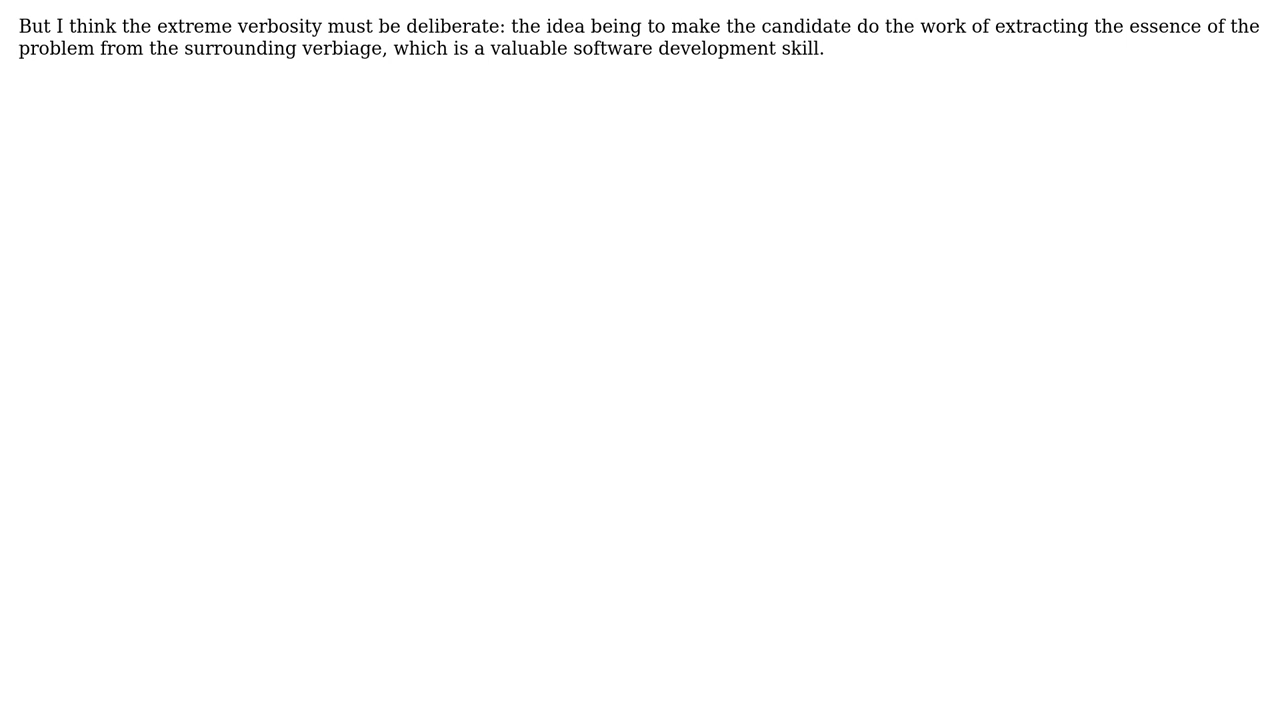 But I think the extreme verbosity must be deliberate: the idea being to make the candidate do the work of extracting the essence of the
problem from the surrounding verbiage, which is a valuable software development skill.